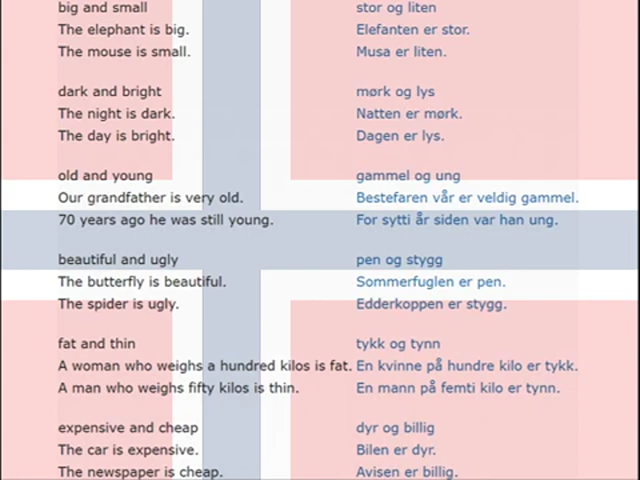 big and small stor og liten
The elephant is big. Elefanten er stor.
The mouse is small. Musa er liten.
dark and bright mørk og lys
The night is dark. Natten er mørk.
The day is bright. Dagen er lys.
old and young gammel og ung
Our grandfather is very old. Bestefaren vår er veldig gammel.
70 years ago he was still young. For sytti år siden var han ung.
beautiful and ugly pen og stygg
The butterfly is beautiful. Sommerfuglen er pen.
The spider is ugly. Edderkoppen er stygg.
fat and thin tykk og tynn
A woman who weighs a hundred kilos is fat. En kvinne på hundre kilo er tykk.
A man who weighs fifty kilos is thin. En mann på femti kilo er tynn.
expensive and cheap dyr og billig
The car is expensive. Bilen er dyr.
The newspaper is cheap. Avisen er billig.